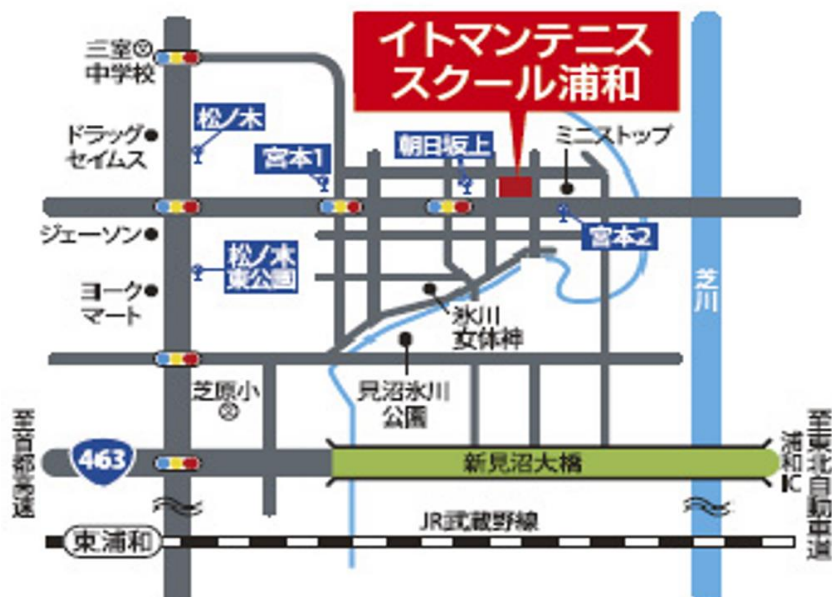 イトマンテニス
スクール浦和
三室
中学校
松ノ木
ドラッグ
セイムス
宮本1
朝日坂上
ミニストップ
ジェーソン
宮本2
松ノ木
東公園
ヨーク
マート
氷川
女体神
芝川
芝原小
見沼氷川
公園
至首都高速
463
新見沼大橋
浦和IC
至東北自動車道
JR武蔵野線
東浦和